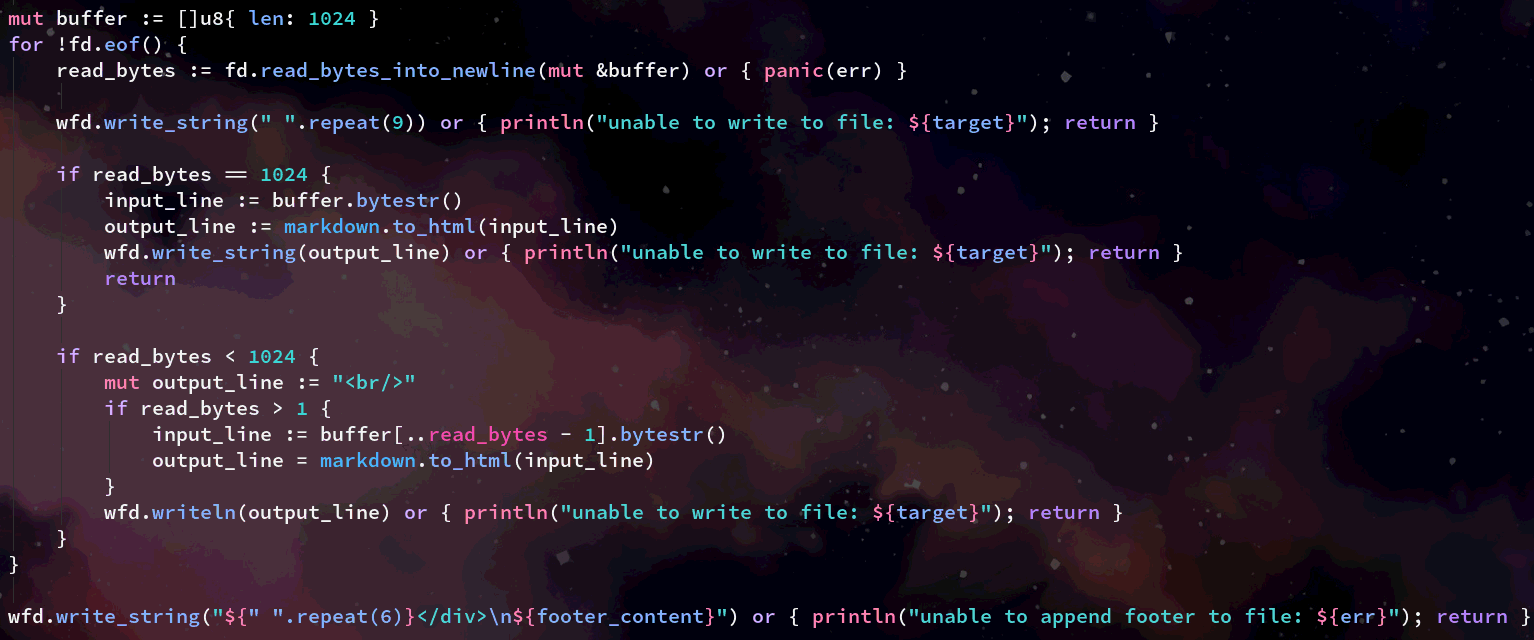 mut buffer := []u8{ len: 1024 }
for !fd.eof() {
    read_bytes := fd.read_bytes_into_newline(mut &buffer) or { panic(err) }
    wfd.write_string(" ".repeat(9)) or { println("unable to write to file: ${target}"); return }
    if read_bytes == 1024 {
        input_line := buffer.bytestr()
        output_line := markdown.to_html(input_line)
        wfd.write_string(output_line) or { println("unable to write to file: ${target}"); return }
        return
    }
    if read_bytes < 1024 {
        mut output_line := "<br/>"
        if read_bytes > 1 {
            input_line := buffer[..read_bytes - 1].bytestr()
            output_line = markdown.to_html(input_line)
        }
        wfd.writeln(output_line) or { println("unable to write to file: ${target}"); return }
    }
}
wfd.write_string("${" ".repeat(6)}</div>\n${footer_content}") or { println("unable to append footer to file: ${err}"); return }